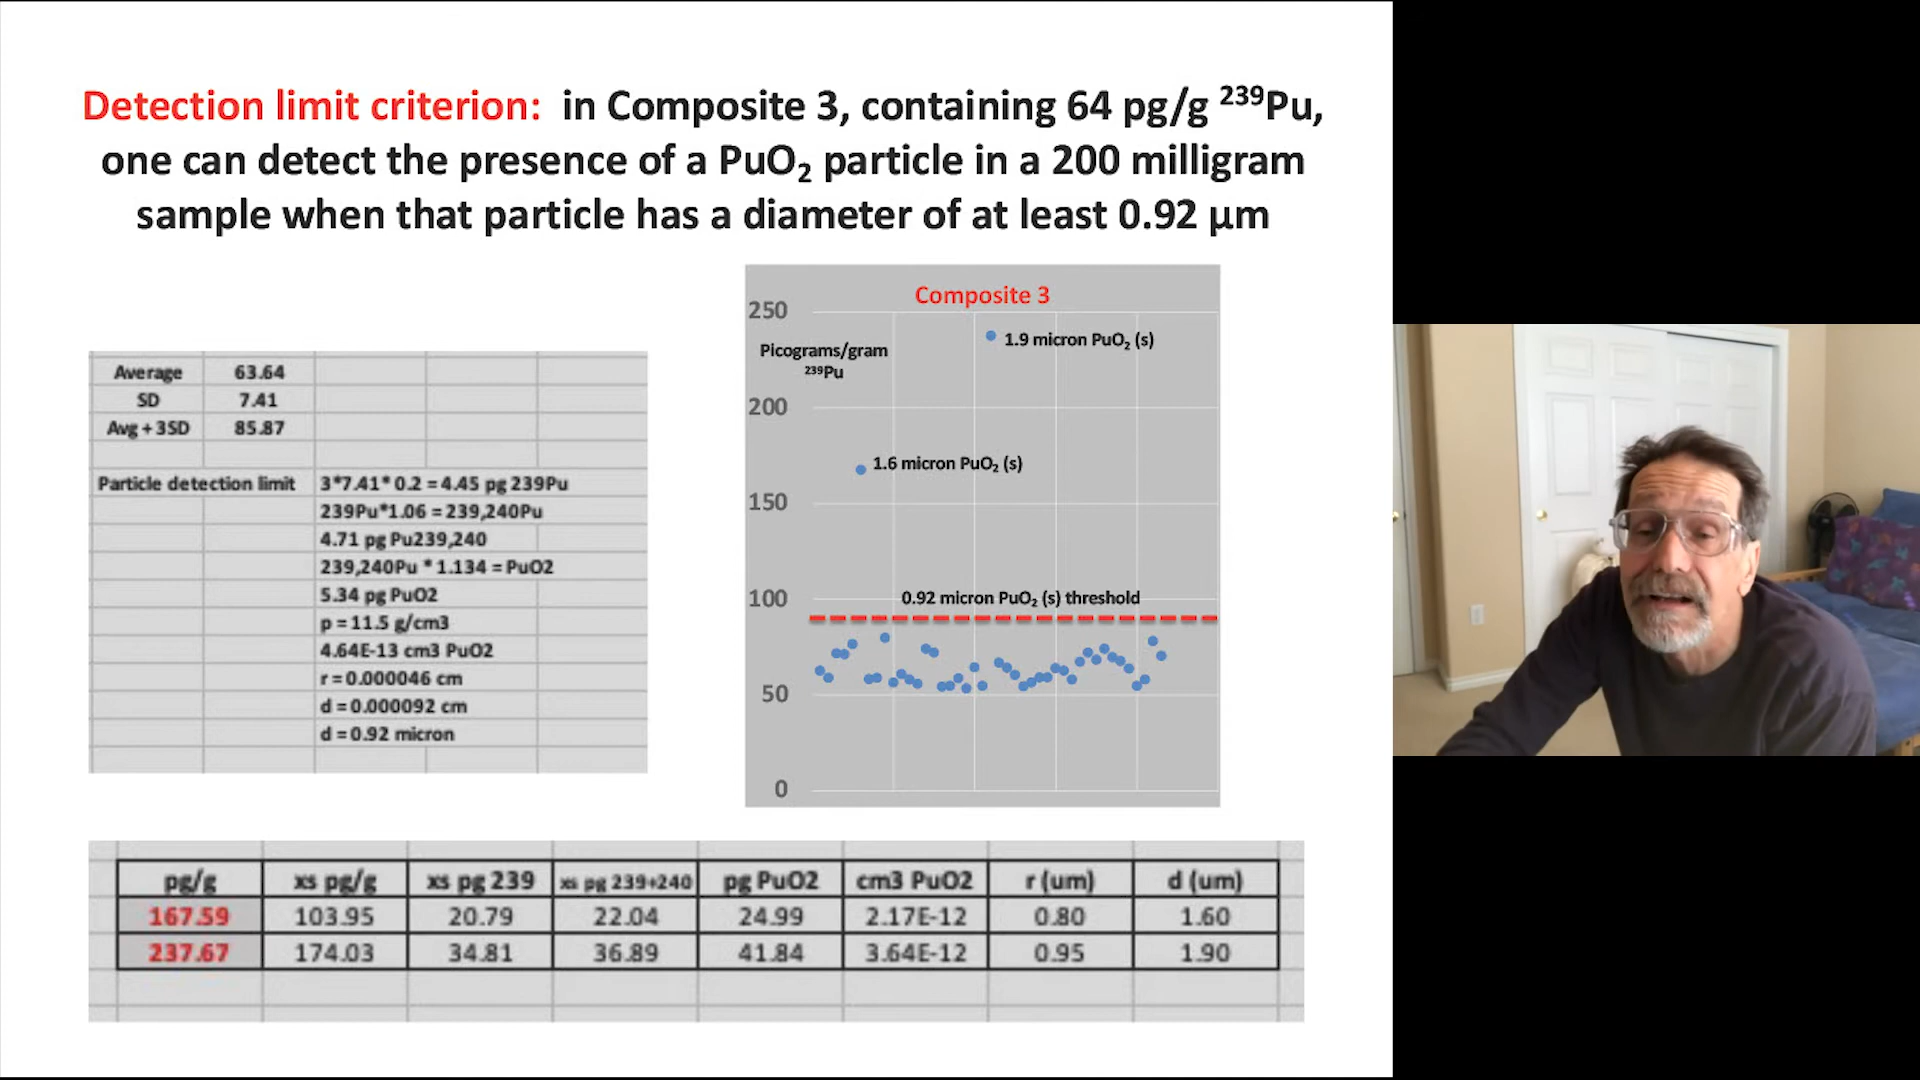 Detection limit criterion: in Composite 3, containing 64 pg/g ²³⁹Pu,
one can detect the presence of a PuO₂ particle in a 200 milligram
sample when that particle has a diameter of at least 0.92 µm
Average 63.64
SD 7.41
Avg + 3SD 85.87
Particle detection limit 3*7.41*0.2 = 4.45 pg 239Pu
239Pu*1.06 = 239,240Pu
4.71 pg Pu239,240
239,240Pu * 1.134 = PuO2
5.34 pg PuO2
p = 11.5 g/cm3
4.64E-13 cm3 PuO2
r = 0.000046 cm
d = 0.000092 cm
d = 0.92 micron
Composite 3
250
1.9 micron PuO₂ (s)
Picograms/gram
²³⁹Pu
200
1.6 micron PuO₂ (s)
150
0.92 micron PuO₂ (s) threshold
100
50
0
pg/g xs pg/g xs pg 239 xs pg 239+240 pg PuO2 cm3 PuO2 r (um) d (um)
167.59 103.95 20.79 22.04 24.99 2.17E-12 0.80 1.60
237.67 174.03 34.81 36.89 41.84 3.64E-12 0.95 1.90